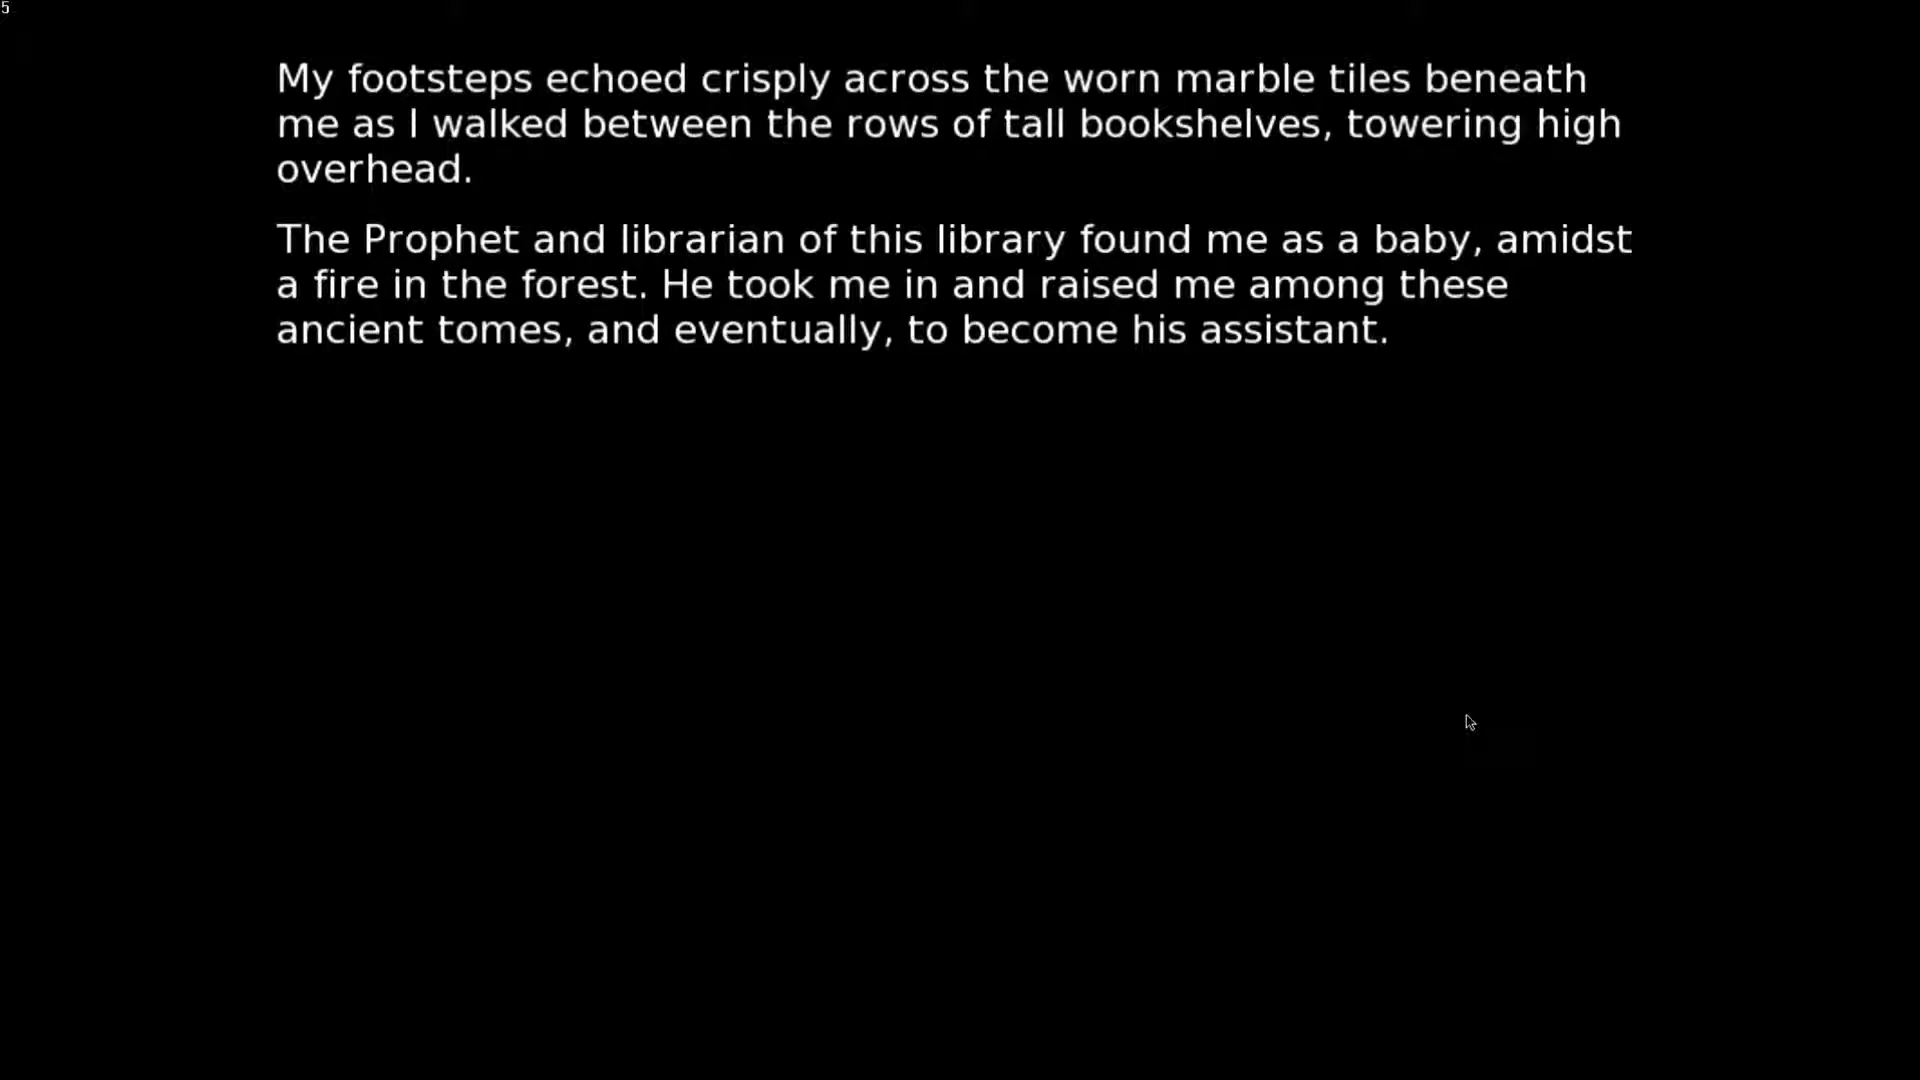 5
My footsteps echoed crisply across the worn marble tiles beneath
me as I walked between the rows of tall bookshelves, towering high
overhead.
The Prophet and librarian of this library found me as a baby, amidst
a fire in the forest. He took me in and raised me among these
ancient tomes, and eventually, to become his assistant.